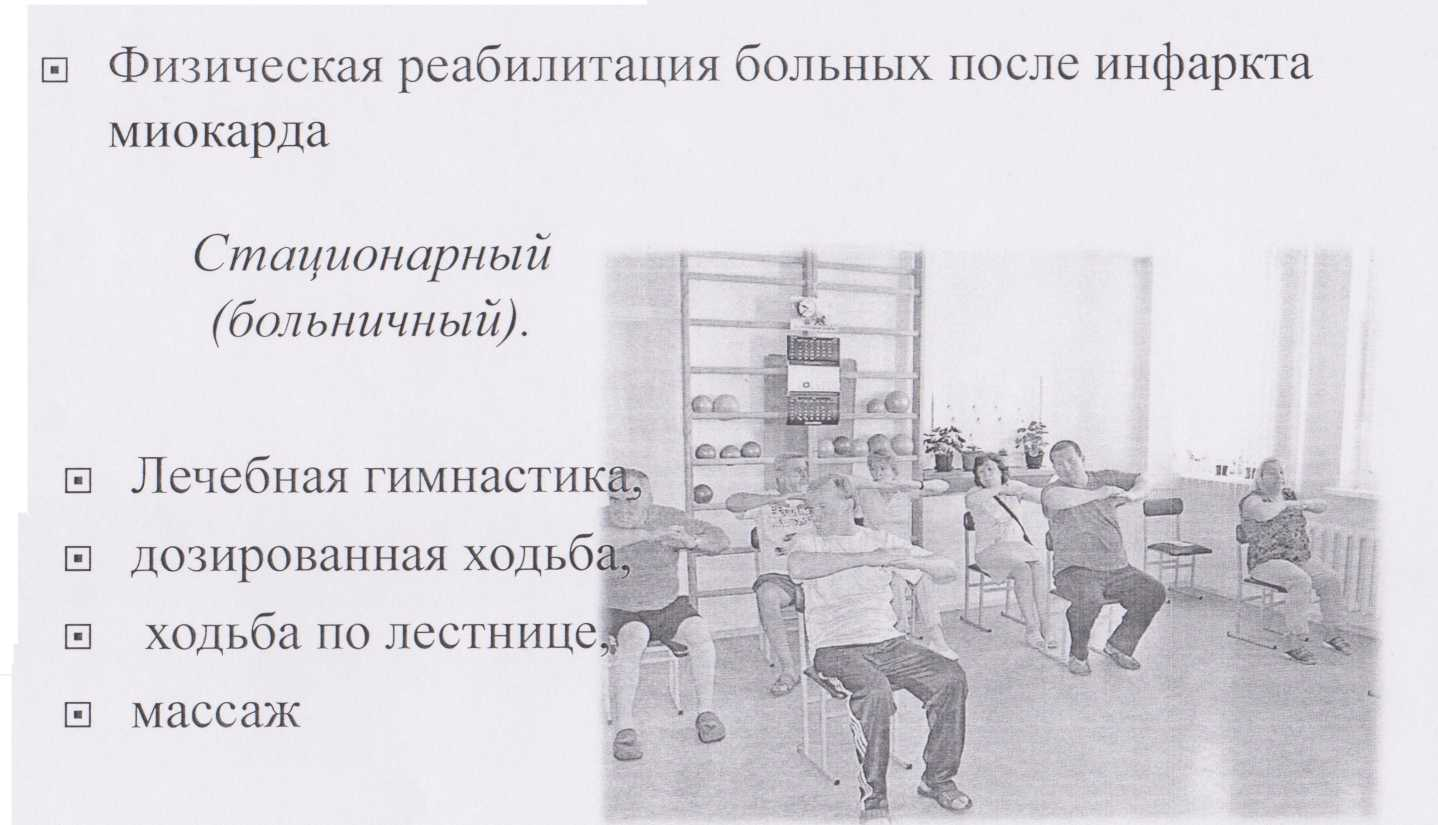 Физическая реабилитация больных после инфаркта
миокарда
Стационарный
(больничный).
Лечебная гимнастика,
дозированная ходьба,
ходьба по лестнице,
массаж